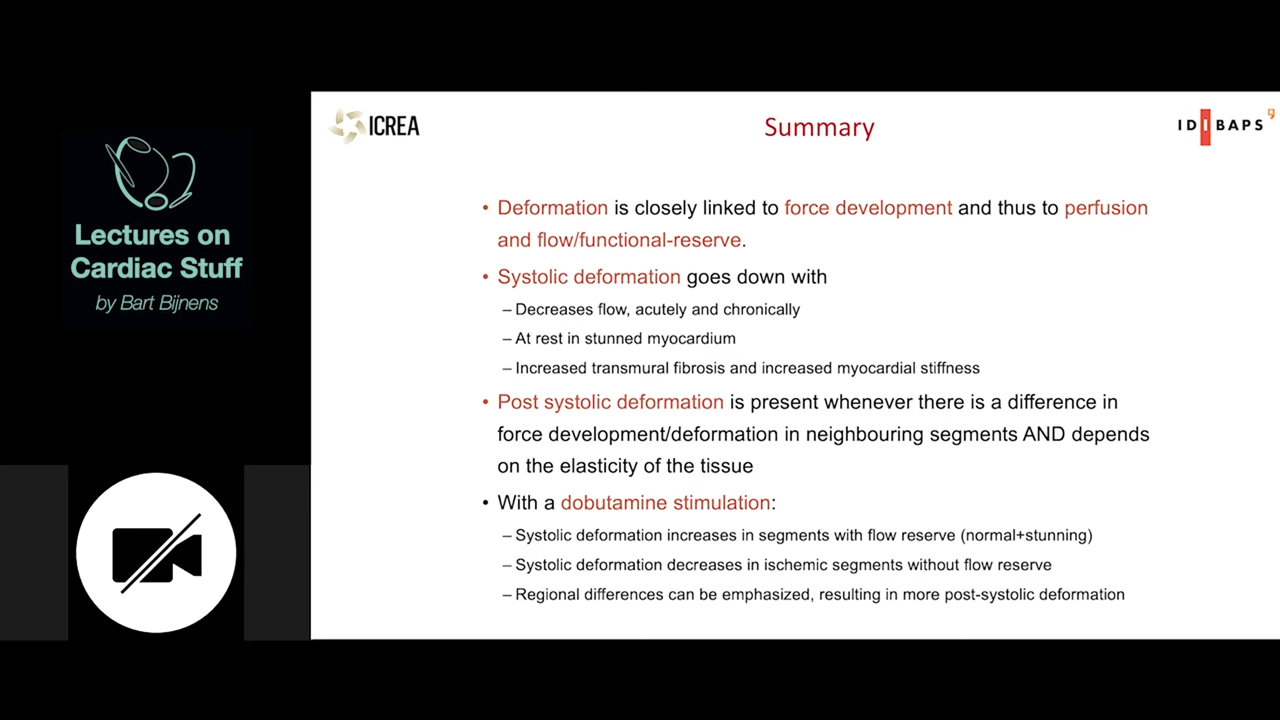 ICREA
Summary
IDIBAPS
Lectures on
Cardiac Stuff
by Bart Bijnens
• Deformation is closely linked to force development and thus to perfusion
and flow/functional-reserve.
• Systolic deformation goes down with
– Decreases flow, acutely and chronically
– At rest in stunned myocardium
– Increased transmural fibrosis and increased myocardial stiffness
• Post systolic deformation is present whenever there is a difference in
force development/deformation in neighbouring segments AND depends
on the elasticity of the tissue
• With a dobutamine stimulation:
– Systolic deformation increases in segments with flow reserve (normal+stunning)
– Systolic deformation decreases in ischemic segments without flow reserve
– Regional differences can be emphasized, resulting in more post-systolic deformation